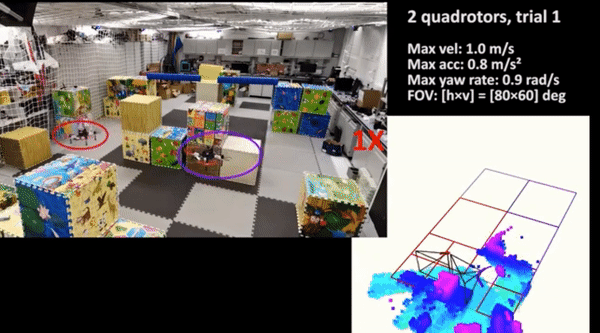 2 quadrotors, trial 1
Max vel: 1.0 m/s
Max acc: 0.8 m/s²
Max yaw rate: 0.9 rad/s
FOV: [h×v] = [80×60] deg
1X